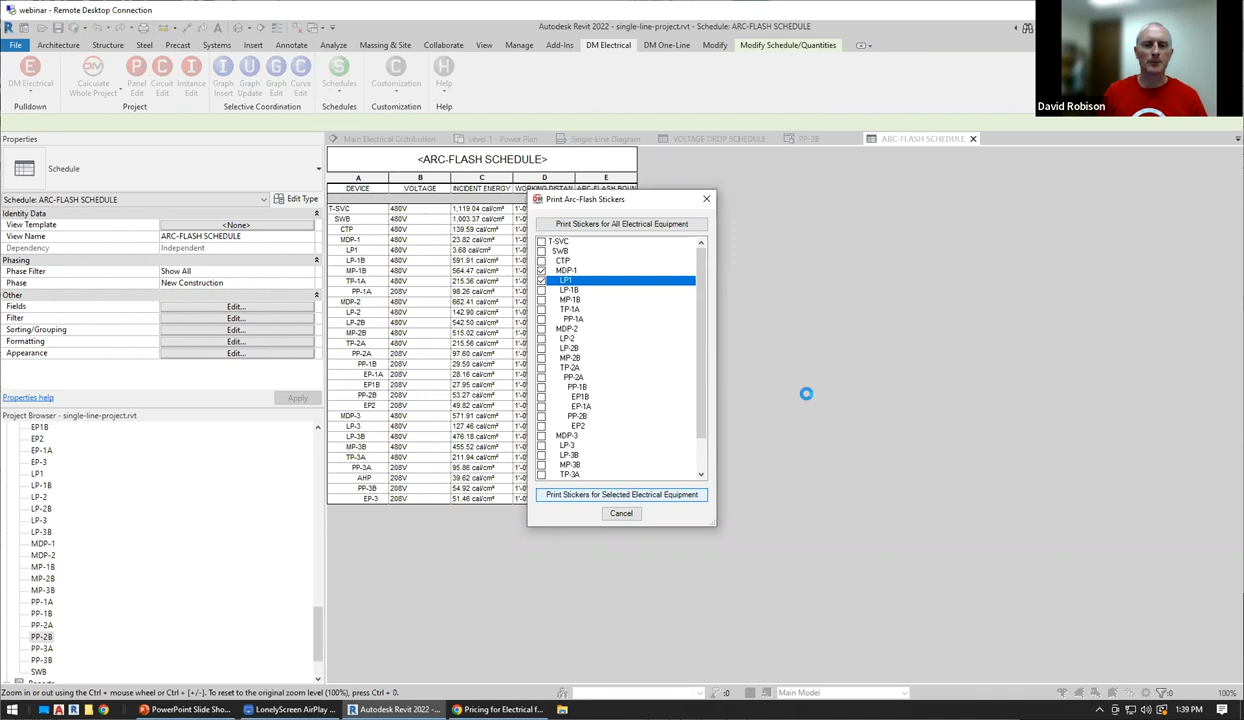 webinar - Remote Desktop Connection
Autodesk Revit 2022 - single-line-project.rvt - Schedule: ARC-FLASH SCHEDULE
File Architecture Structure Steel Precast Systems Insert Annotate Analyze Massing & Site Collaborate View Manage Add-Ins DM Electrical DM One-Line Modify Modify Schedule/Quantities
DM Electrical
Calculate Whole Project
Panel Edit
Circuit Edit
Instance Edit
Graph Insert
Graph Update
Graph Edit
Curve Edit
Schedules
Customization
Help
Pulldown Project Selective Coordination Schedules Customization Help
David Robison
Properties
Schedule
Schedule: ARC-FLASH SCHEDULE Edit Type
Identity Data
View Template <None>
View Name ARC-FLASH SCHEDULE
Dependency Independent
Phasing
Phase Filter Show All
Phase New Construction
Other
Fields Edit...
Filter Edit...
Sorting/Grouping Edit...
Formatting Edit...
Appearance Edit...
Properties help Apply
Project Browser - single-line-project.rvt
EP1B
EP2
EP-1A
EP-3
LP1
LP-1B
LP-2
LP-2B
LP-3
LP-3B
MDP-1
MDP-2
MP-1B
MP-2B
MP-3B
PP-1A
PP-1B
PP-2A
PP-2B
PP-3A
PP-3B
SWB
Main Electrical Distribution Level 1 - Power Plan Single-Line Diagram VOLTAGE DROP SCHEDULE PP-2B ARC-FLASH SCHEDULE
<ARC-FLASH SCHEDULE>
A B C D E
DEVICE VOLTAGE INCIDENT ENERGY WORKING DISTAN ARC-FLASH BOUN
T-SVC 480V 1,119.04 cal/cm²
SWB 480V 1,003.37 cal/cm²
CTP 480V 139.59 cal/cm²
MDP-1 480V 23.82 cal/cm²
LP1 480V 3.68 cal/cm²
LP-1B 480V 591.91 cal/cm²
MP-1B 480V 564.47 cal/cm²
TP-1A 480V 215.36 cal/cm²
PP-1A 208V 98.26 cal/cm²
MDP-2 480V 662.41 cal/cm²
LP-2 480V 142.90 cal/cm²
LP-2B 480V 542.50 cal/cm²
MP-2B 480V 515.02 cal/cm²
TP-2A 480V 215.56 cal/cm²
PP-2A 208V 97.60 cal/cm²
PP-1B 208V 29.50 cal/cm²
EP-1A 208V 28.16 cal/cm²
EP1B 208V 27.95 cal/cm²
PP-2B 208V 53.27 cal/cm²
EP2 208V 49.82 cal/cm²
MDP-3 480V 571.91 cal/cm²
LP-3 480V 127.46 cal/cm²
LP-3B 480V 476.18 cal/cm²
MP-3B 480V 455.52 cal/cm²
TP-3A 480V 211.94 cal/cm²
PP-3A 208V 95.86 cal/cm²
AHP 208V 39.62 cal/cm²
PP-3B 208V 54.92 cal/cm²
EP-3 208V 51.46 cal/cm²
Print Arc-Flash Stickers
Print Stickers for All Electrical Equipment
T-SVC
SWB
CTP
MDP-1
LP1
LP-1B
MP-1B
TP-1A
PP-1A
MDP-2
LP-2
LP-2B
MP-2B
TP-2A
PP-2A
PP-1B
EP1B
EP-1A
PP-2B
EP2
MDP-3
LP-3
LP-3B
MP-3B
TP-3A
Print Stickers for Selected Electrical Equipment
Cancel
Zoom in or out using the Ctrl + mouse wheel or Ctrl + [+/-]. To reset to the original zoom level (100%), press Ctrl + 0.
:0 Main Model :0 100%
PowerPoint Slide Sho... LonelyScreen AirPlay ... Autodesk Revit 2022 -... Pricing for Electrical f... 1:39 PM